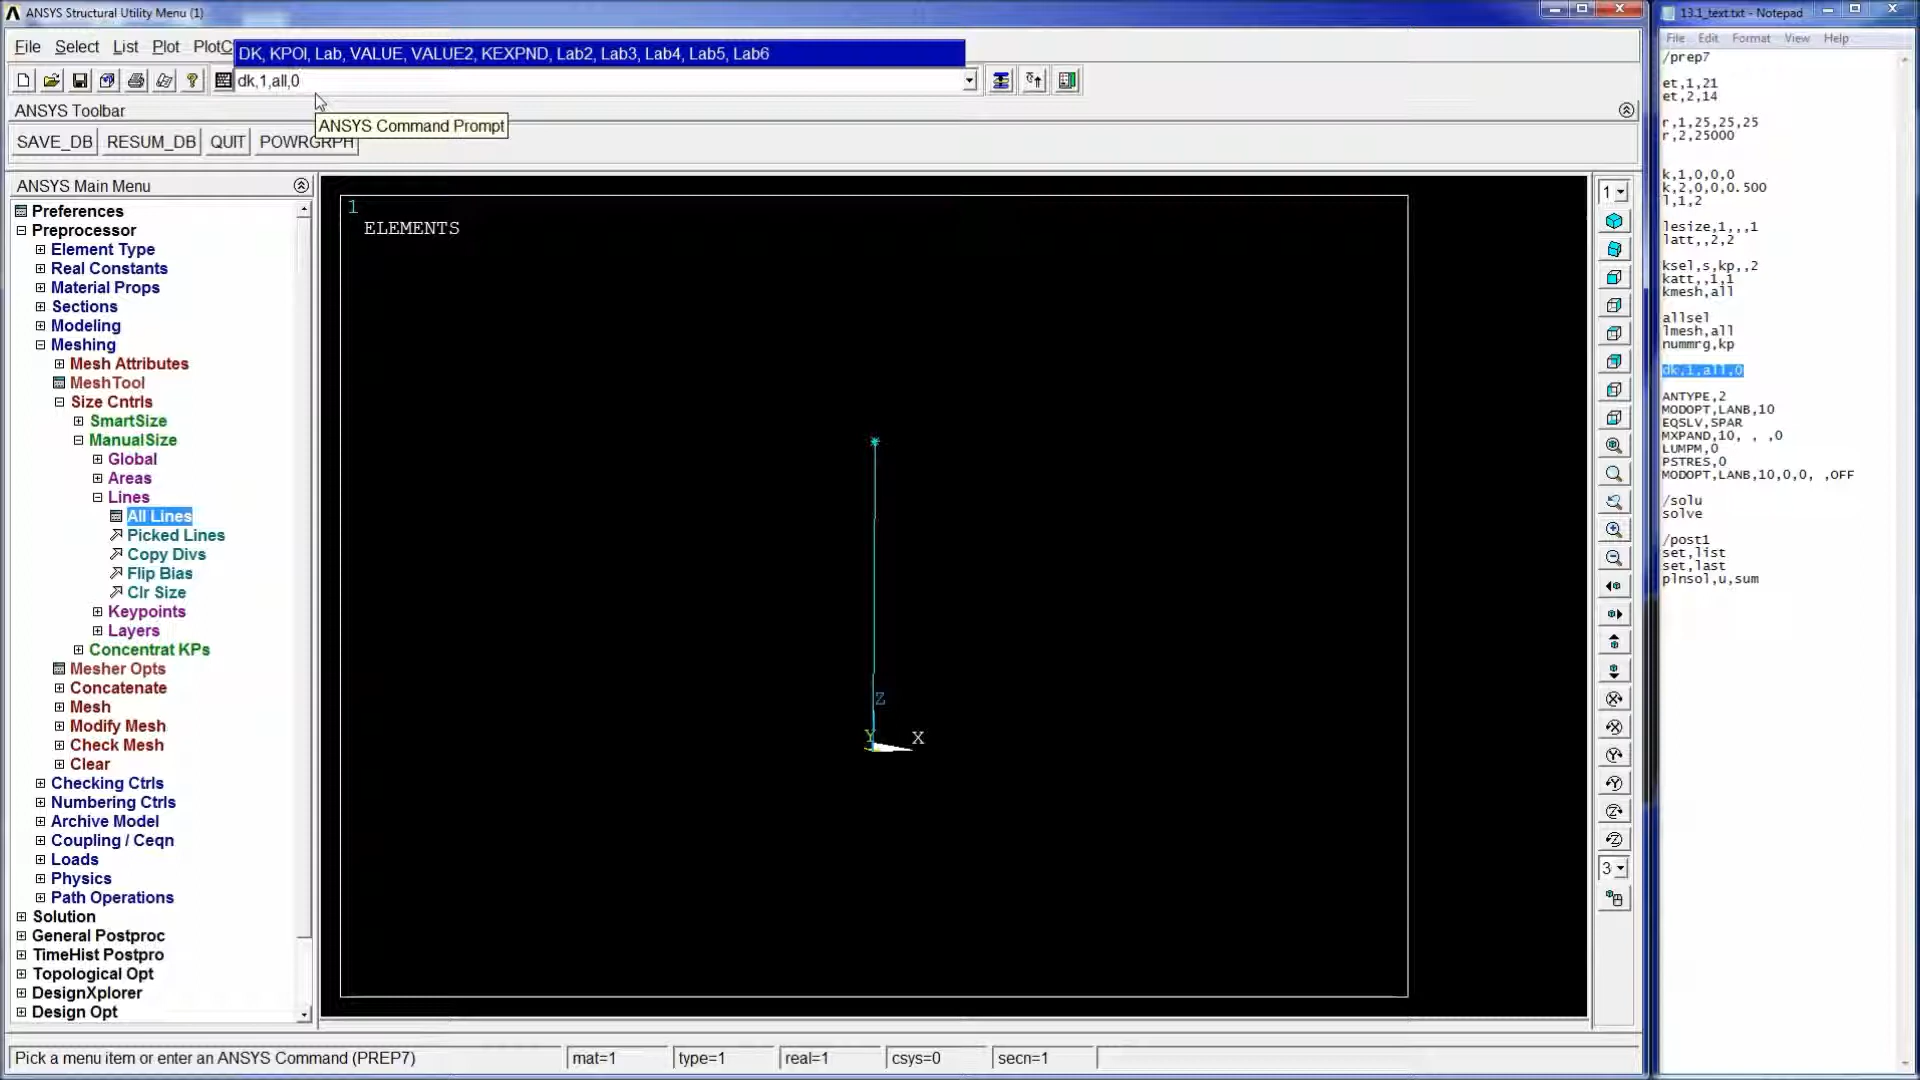 ANSYS Structural Utility Menu (1)
File Select List Plot PlotC
DK, KPOI, Lab, VALUE, VALUE2, KEXPND, Lab2, Lab3, Lab4, Lab5, Lab6
dk,1,all,0
ANSYS Toolbar
ANSYS Command Prompt
SAVE_DB RESUM_DB QUIT POWRGRPH
ANSYS Main Menu
Preferences
Preprocessor
Element Type
Real Constants
Material Props
Sections
Modeling
Meshing
Mesh Attributes
MeshTool
Size Cntrls
SmartSize
ManualSize
Global
Areas
Lines
All Lines
Picked Lines
Copy Divs
Flip Bias
Clr Size
Keypoints
Layers
Concentrat KPs
Mesher Opts
Concatenate
Mesh
Modify Mesh
Check Mesh
Clear
Checking Ctrls
Numbering Ctrls
Archive Model
Coupling / Ceqn
Loads
Physics
Path Operations
Solution
General Postproc
TimeHist Postpro
Topological Opt
DesignXplorer
Design Opt
1
ELEMENTS
Z
Y
X
1
3
Pick a menu item or enter an ANSYS Command (PREP7) mat=1 type=1 real=1 csys=0 secn=1
13.1_text.txt - Notepad
File Edit Format View Help
/prep7
et,1,21
et,2,14
r,1,25,25,25
r,2,25000
k,1,0,0,0
k,2,0,0,0.500
l,1,2
lesize,1,,,1
latt,,2,2
ksel,s,kp,,2
katt,,1,1
kmesh,all
allsel
lmesh,all
nummrg,kp
dk,1,all,0
ANTYPE,2
MODOPT,LANB,10
EQSLV,SPAR
MXPAND,10, , ,0
LUMPM,0
PSTRES,0
MODOPT,LANB,10,0,0, ,OFF
/solu
solve
/post1
set,list
set,last
plnsol,u,sum